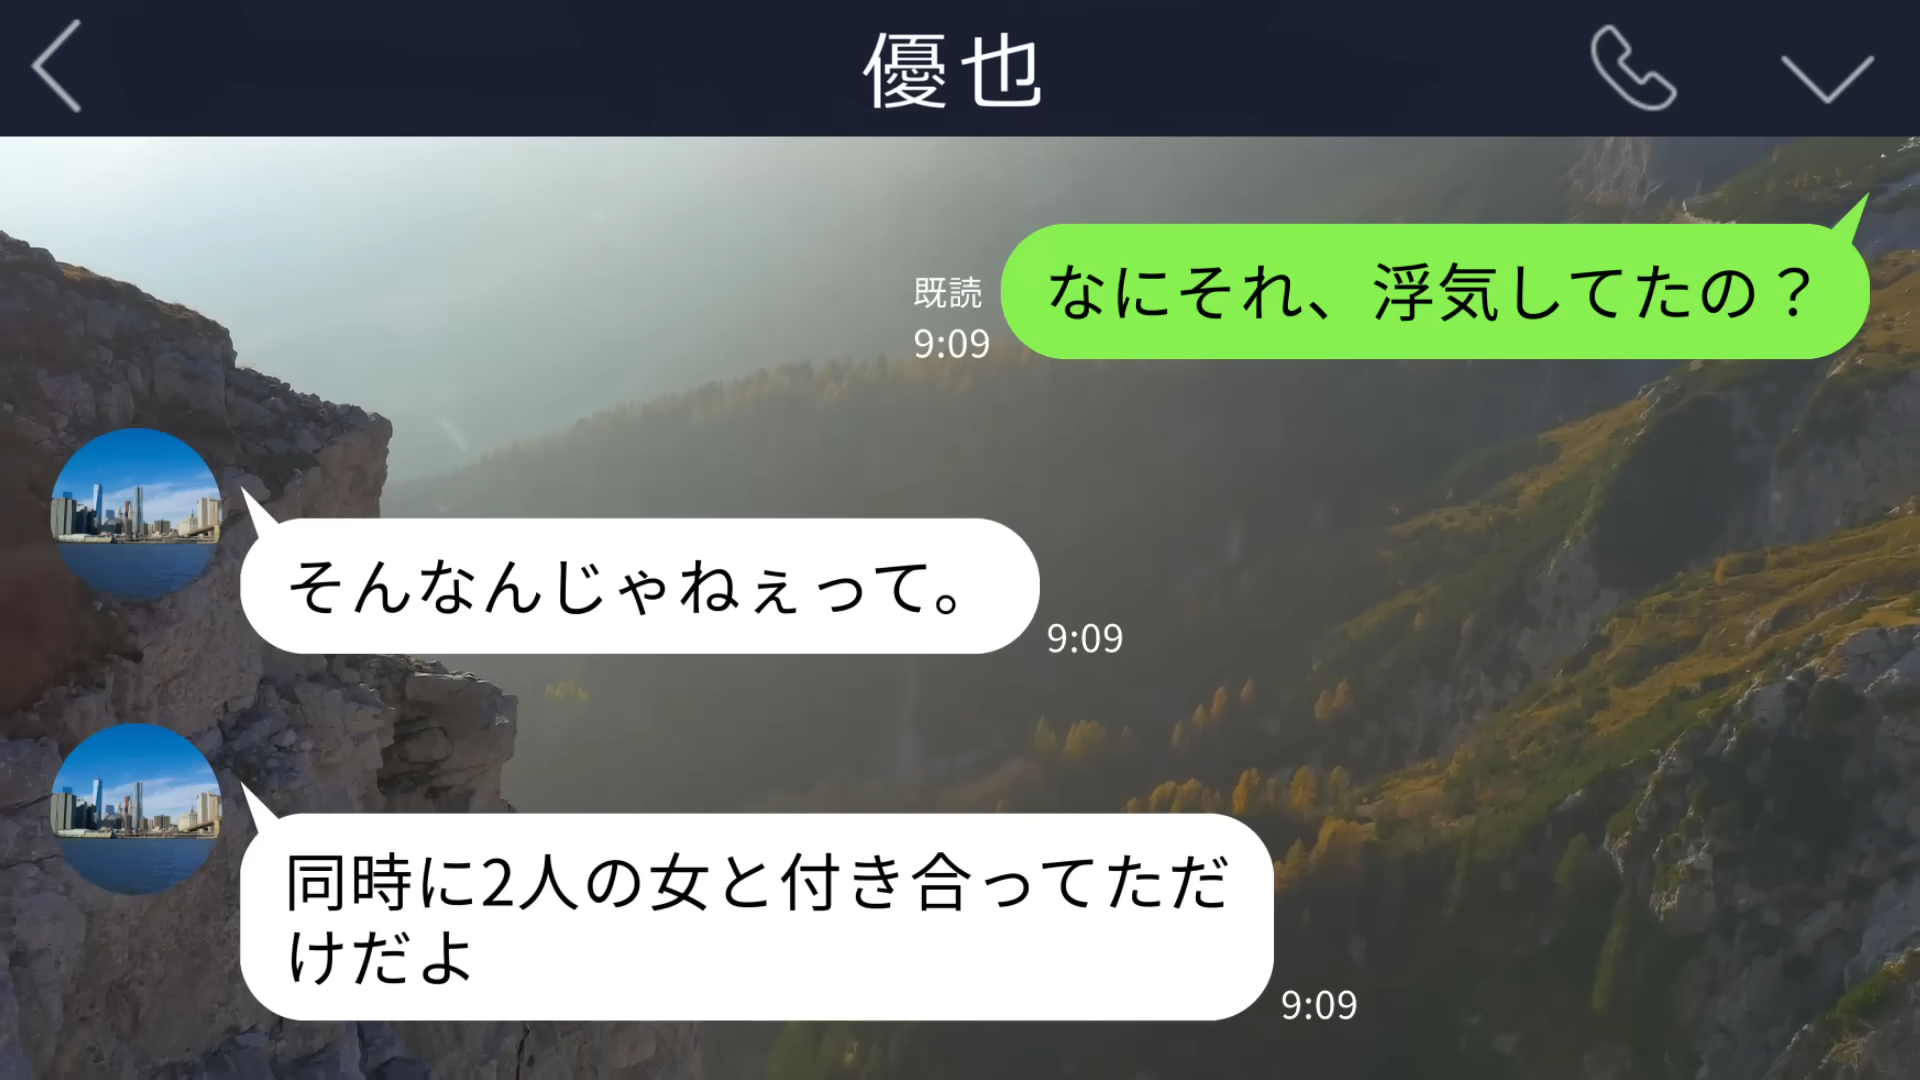 優也
なにそれ、浮気してたの？
既読
9:09
そんなんじゃねぇって。
9:09
同時に2人の女と付き合ってただ
けだよ
9:09